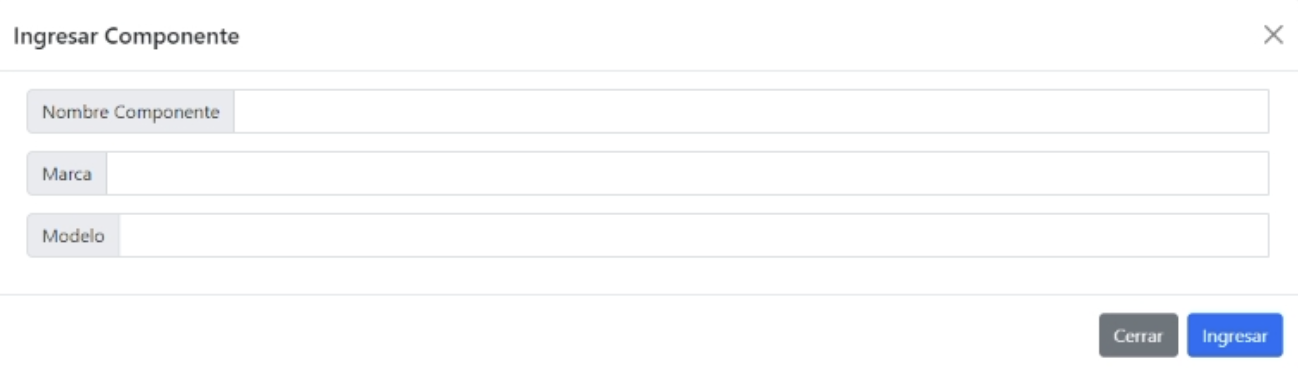 Ingresar Componente
Nombre Componente
Marca
Modelo
Cerrar Ingresar